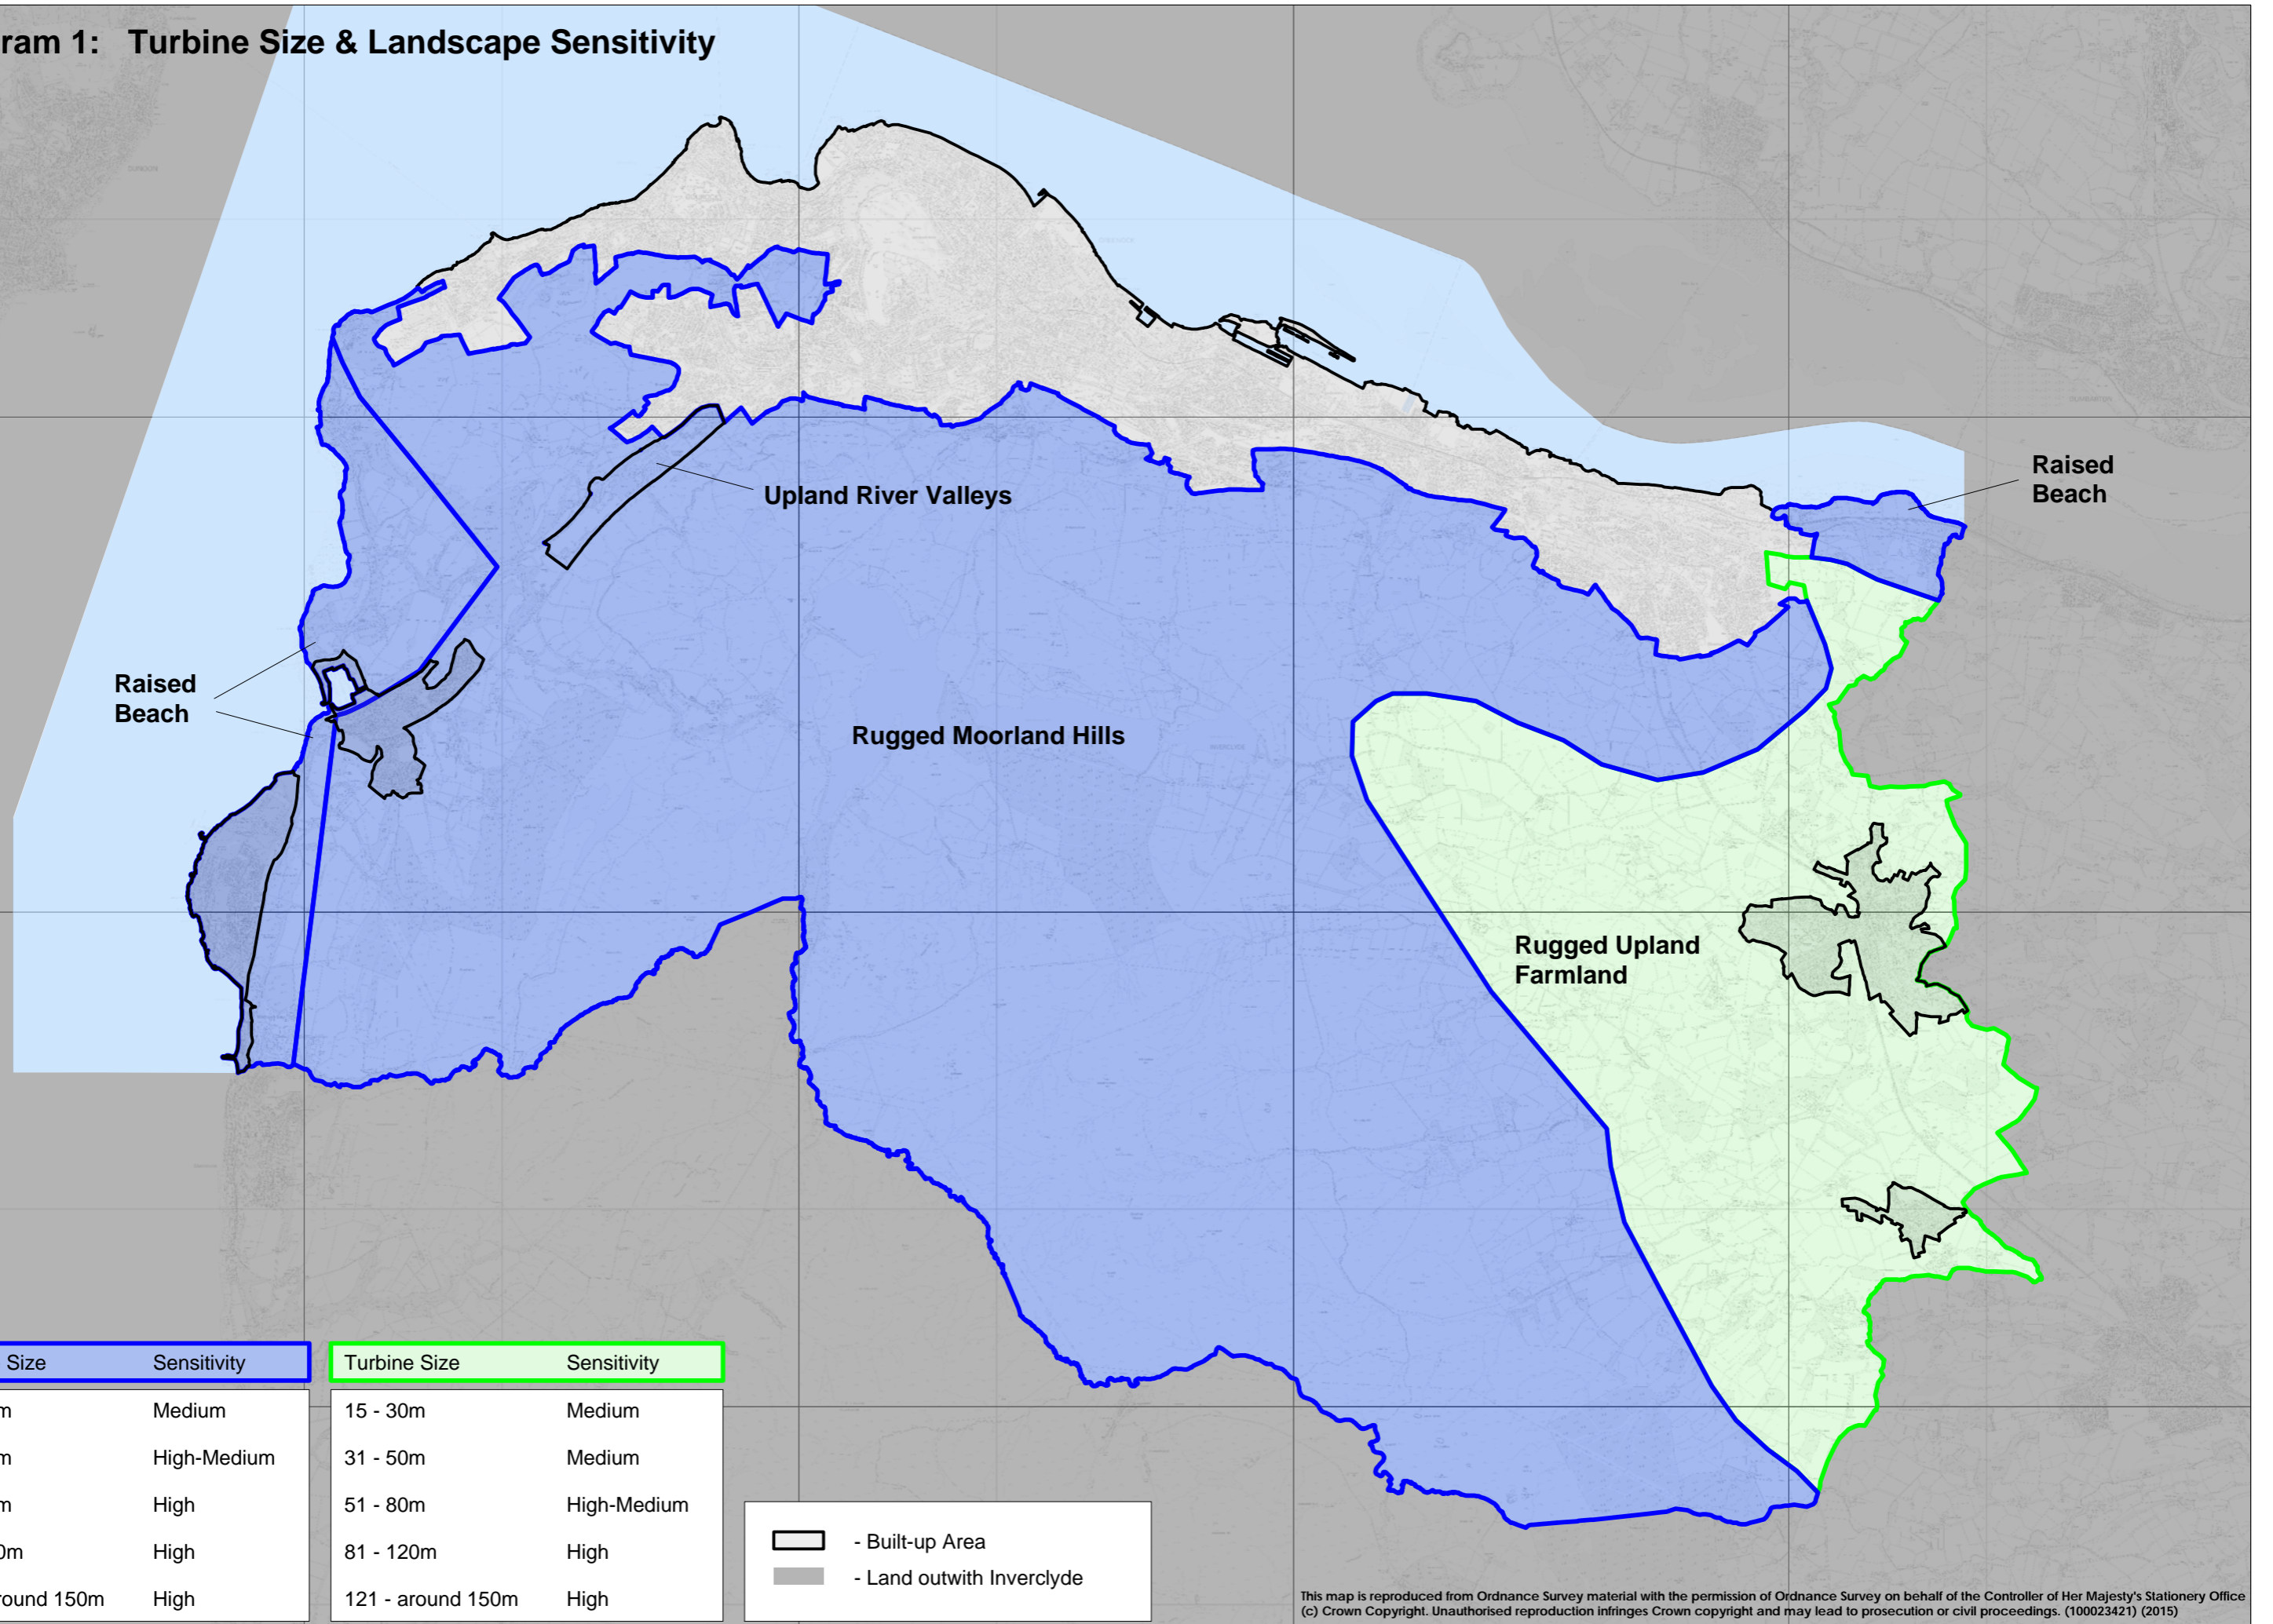 ram 1: Turbine Size & Landscape Sensitivity
Raised
Beach
Upland River Valleys
Raised
Beach
Rugged Moorland Hills
Rugged Upland
Farmland
Size Sensitivity
m Medium
m High-Medium
m High
0m High
round 150m High
Turbine Size Sensitivity
15 - 30m Medium
31 - 50m Medium
51 - 80m High-Medium
81 - 120m High
121 - around 150m High
- Built-up Area
- Land outwith Inverclyde
This map is reproduced from Ordnance Survey material with the permission of Ordnance Survey on behalf of the Controller of Her Majesty's Stationery Office
(c) Crown Copyright. Unauthorised reproduction infringes Crown copyright and may lead to prosecution or civil proceedings. (100023421) (2015)